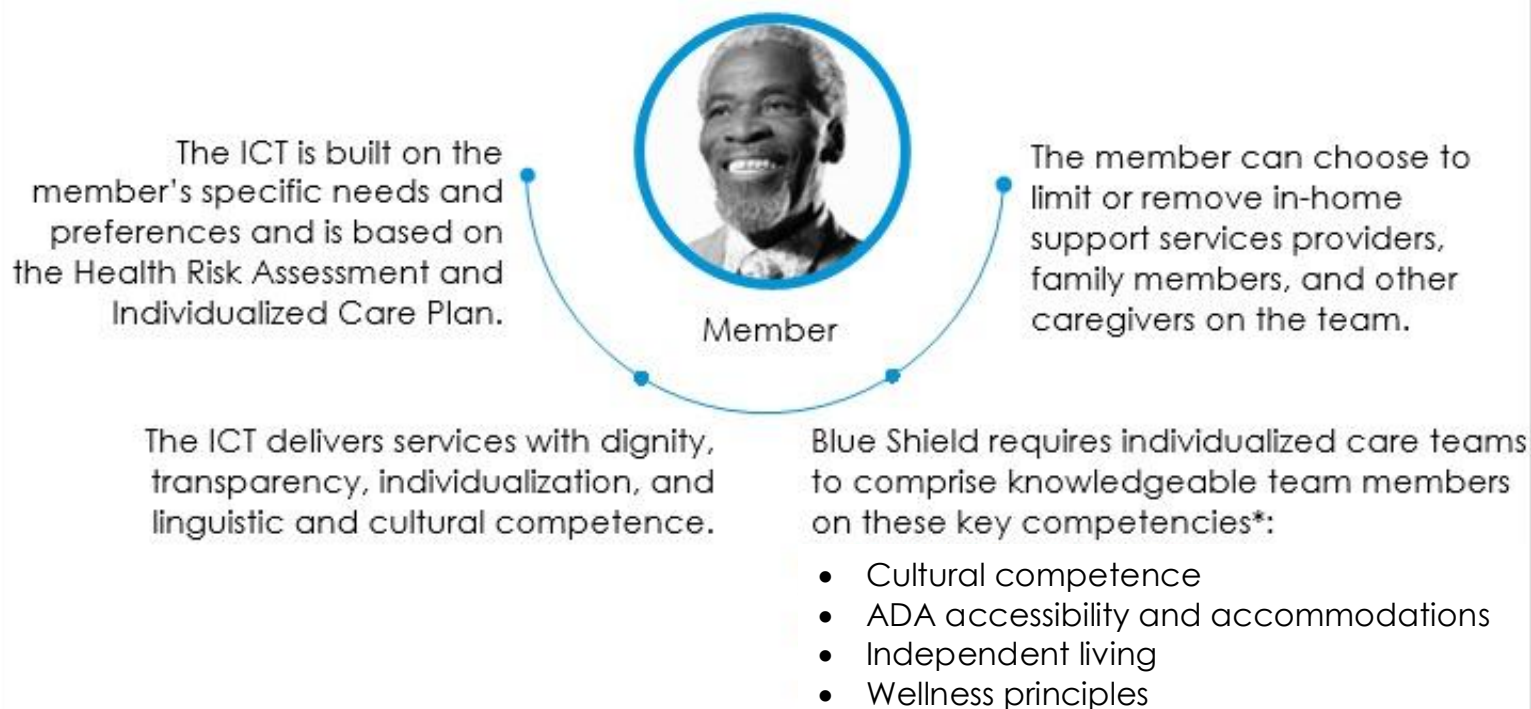 The ICT is built on the
member's specific needs and
preferences and is based on
the Health Risk Assessment and
Individualized Care Plan.
Member
The member can choose to
limit or remove in-home
support services providers,
family members, and other
caregivers on the team.
The ICT delivers services with dignity,
transparency, individualization, and
linguistic and cultural competence.
Blue Shield requires individualized care teams
to comprise knowledgeable team members
on these key competencies*:
• Cultural competence
• ADA accessibility and accommodations
• Independent living
• Wellness principles